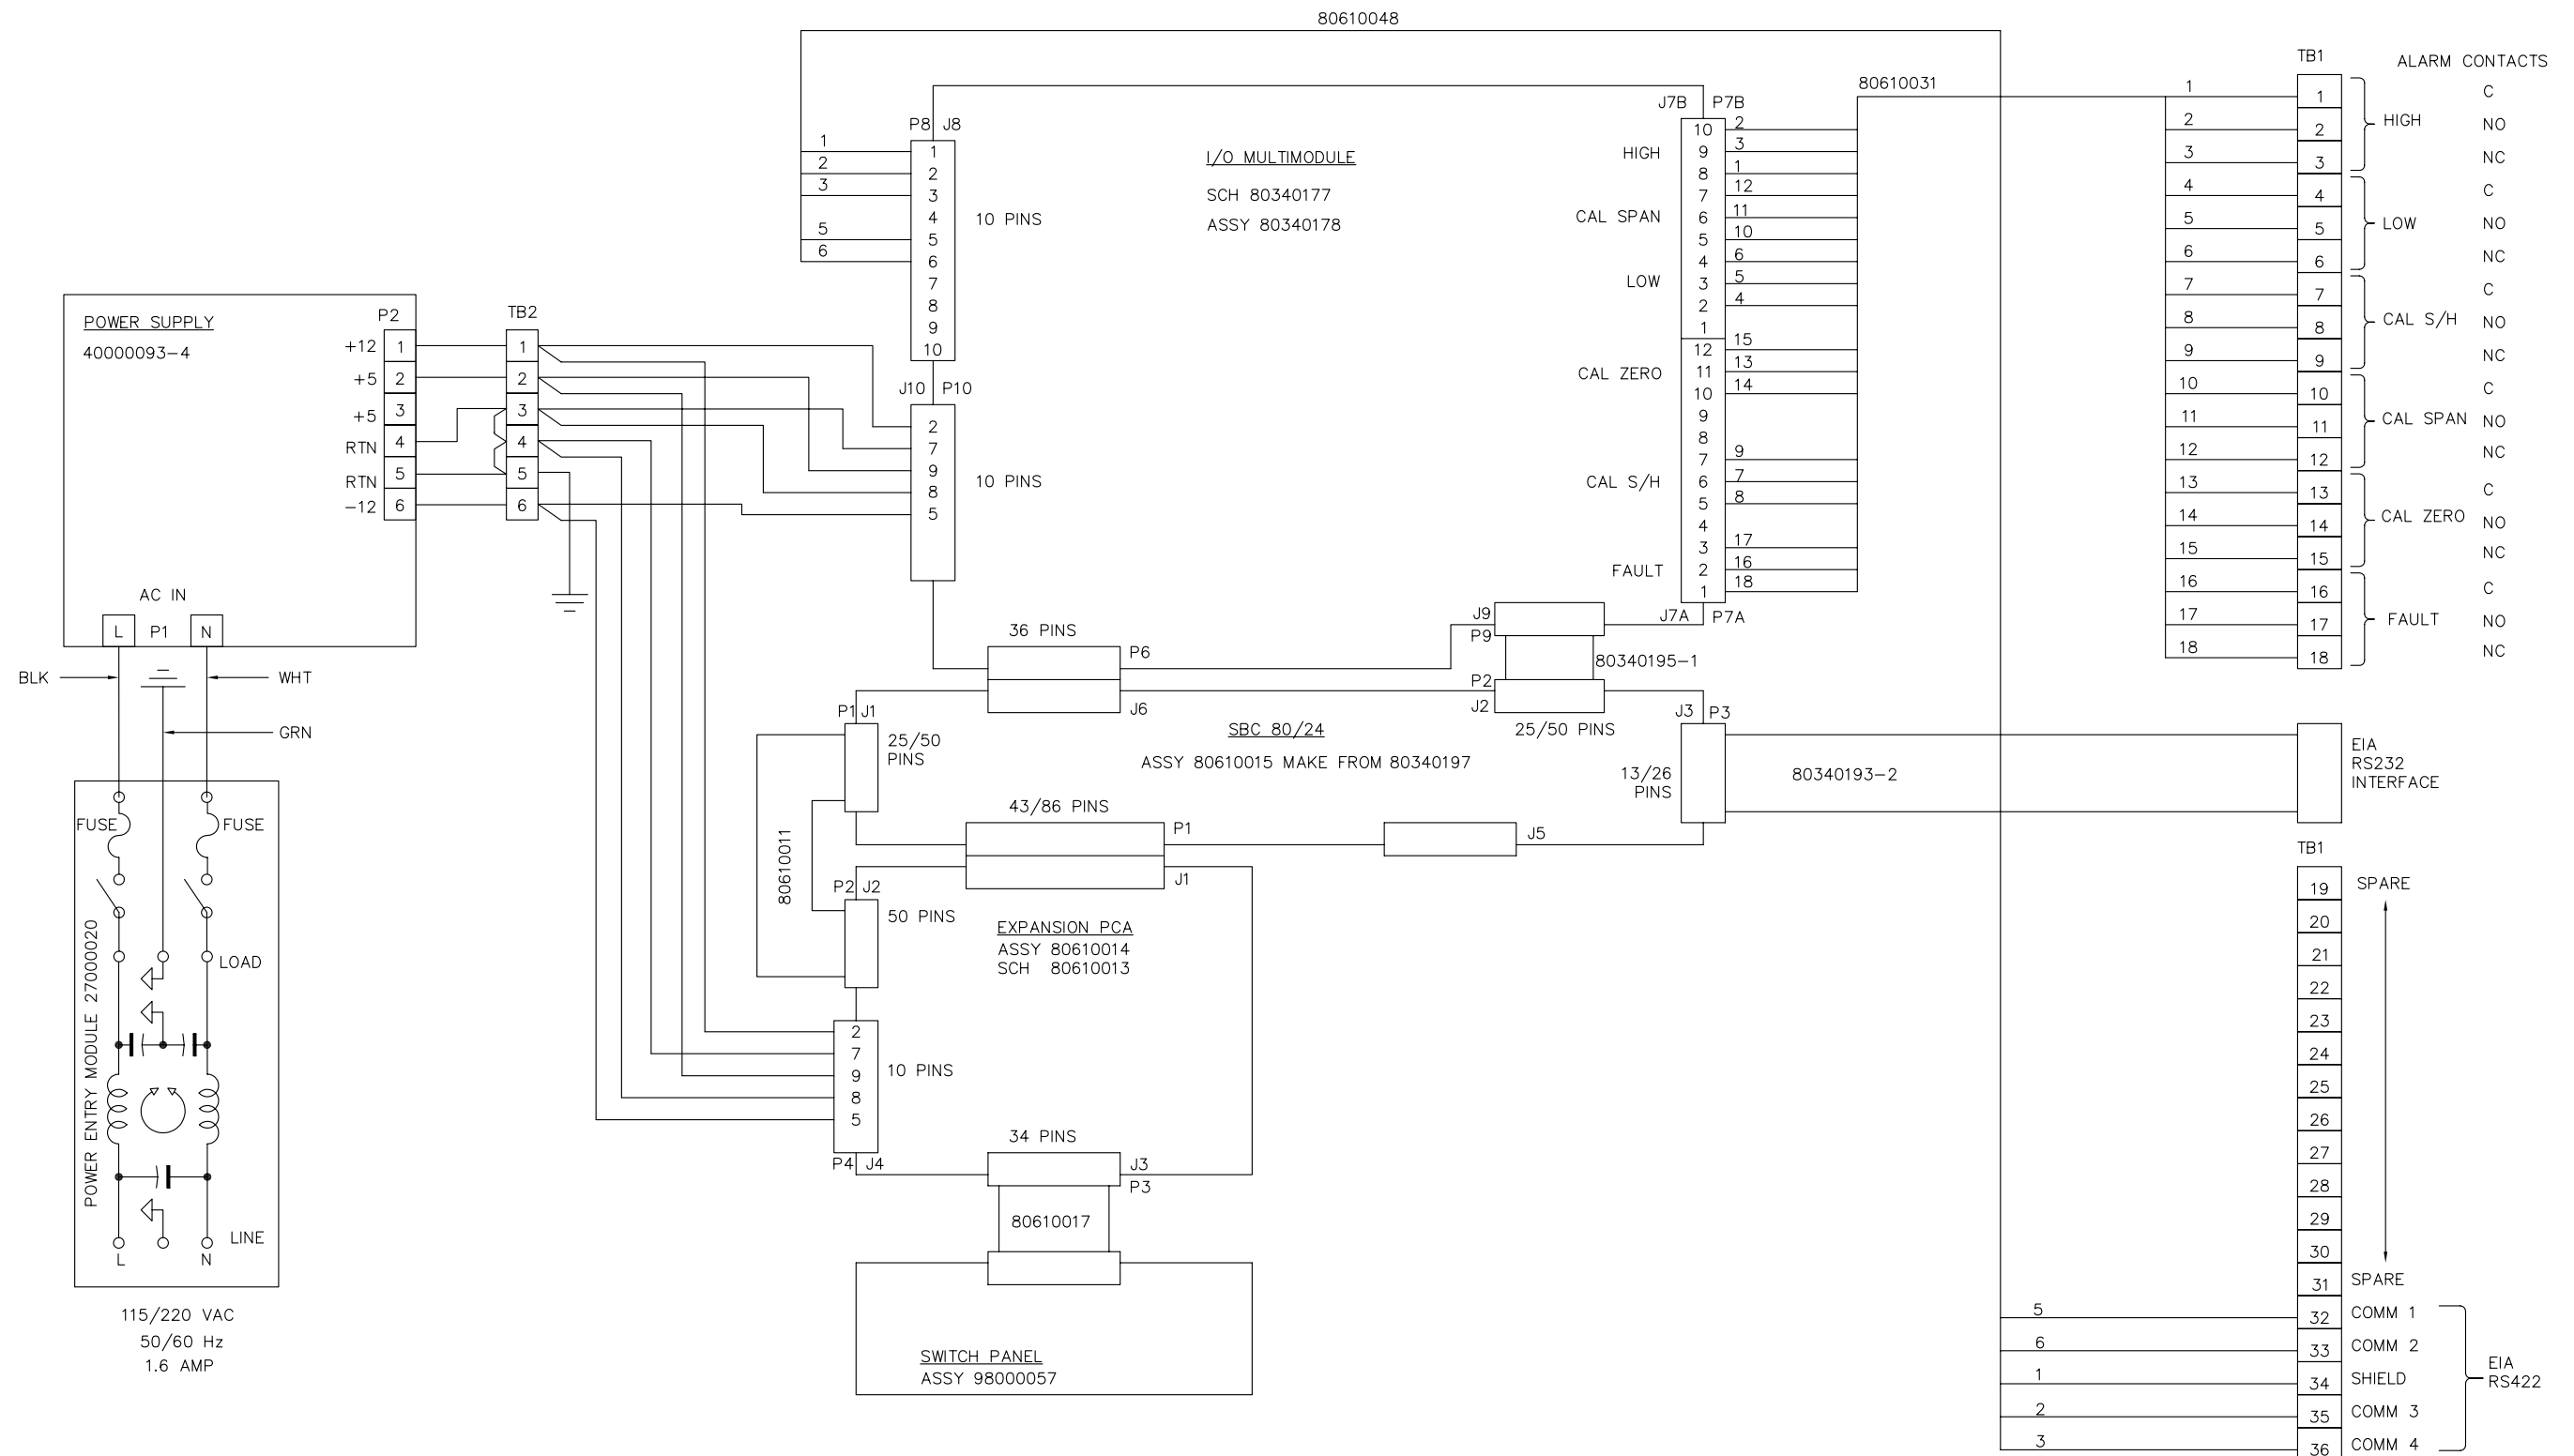 80610048
TB1
ALARM CONTACTS
80610031
1
1
C
2
2
HIGH
NO
3
3
NC
4
4
C
5
5
LOW
NO
6
6
NC
7
7
C
8
8
CAL S/H
NO
9
9
NC
10
10
C
11
11
CAL SPAN
NO
12
12
NC
13
13
C
14
14
CAL ZERO
NO
15
15
NC
16
16
C
17
17
FAULT
NO
18
18
NC
P8 J8
1 1
2 2
3 3
4
5 5
6 6
7
8
9
10
10 PINS
I/O MULTIMODULE
SCH 80340177
ASSY 80340178
J7B P7B
10 2
HIGH 9 3
8 1
7 12
CAL SPAN 6 11
5 10
4 6
LOW 3 5
2 4
1
12 15
CAL ZERO 11 13
10 14
9
8
7 9
CAL S/H 6 7
5 8
4
3 17
FAULT 2 16
1 18
J7A P7A
POWER SUPPLY
40000093-4
P2
TB2
+12 1 1
+5 2 2
+5 3 3
RTN 4 4
RTN 5 5
-12 6 6
AC IN
L P1 N
BLK
WHT
GRN
J10 P10
2
7
9
8
5
10 PINS
36 PINS
P6
J6
J9
P9
80340195-1
P2
J2
25/50 PINS
P1 J1
25/50
PINS
SBC 80/24
ASSY 80610015 MAKE FROM 80340197
J3 P3
13/26
PINS
80340193-2
EIA
RS232
INTERFACE
80610011
43/86 PINS
P1
J1
J5
P2 J2
50 PINS
EXPANSION PCA
ASSY 80610014
SCH 80610013
2
7
9
8
5
10 PINS
P4 J4
34 PINS
J3
P3
80610017
SWITCH PANEL
ASSY 98000057
FUSE
FUSE
LOAD
POWER ENTRY MODULE 27000020
LINE
L N
115/220 VAC
50/60 Hz
1.6 AMP
TB1
19 SPARE
20
21
22
23
24
25
26
27
28
29
30
31 SPARE
5 32 COMM 1
6 33 COMM 2
1 34 SHIELD
2 35 COMM 3
3 36 COMM 4
EIA
RS422